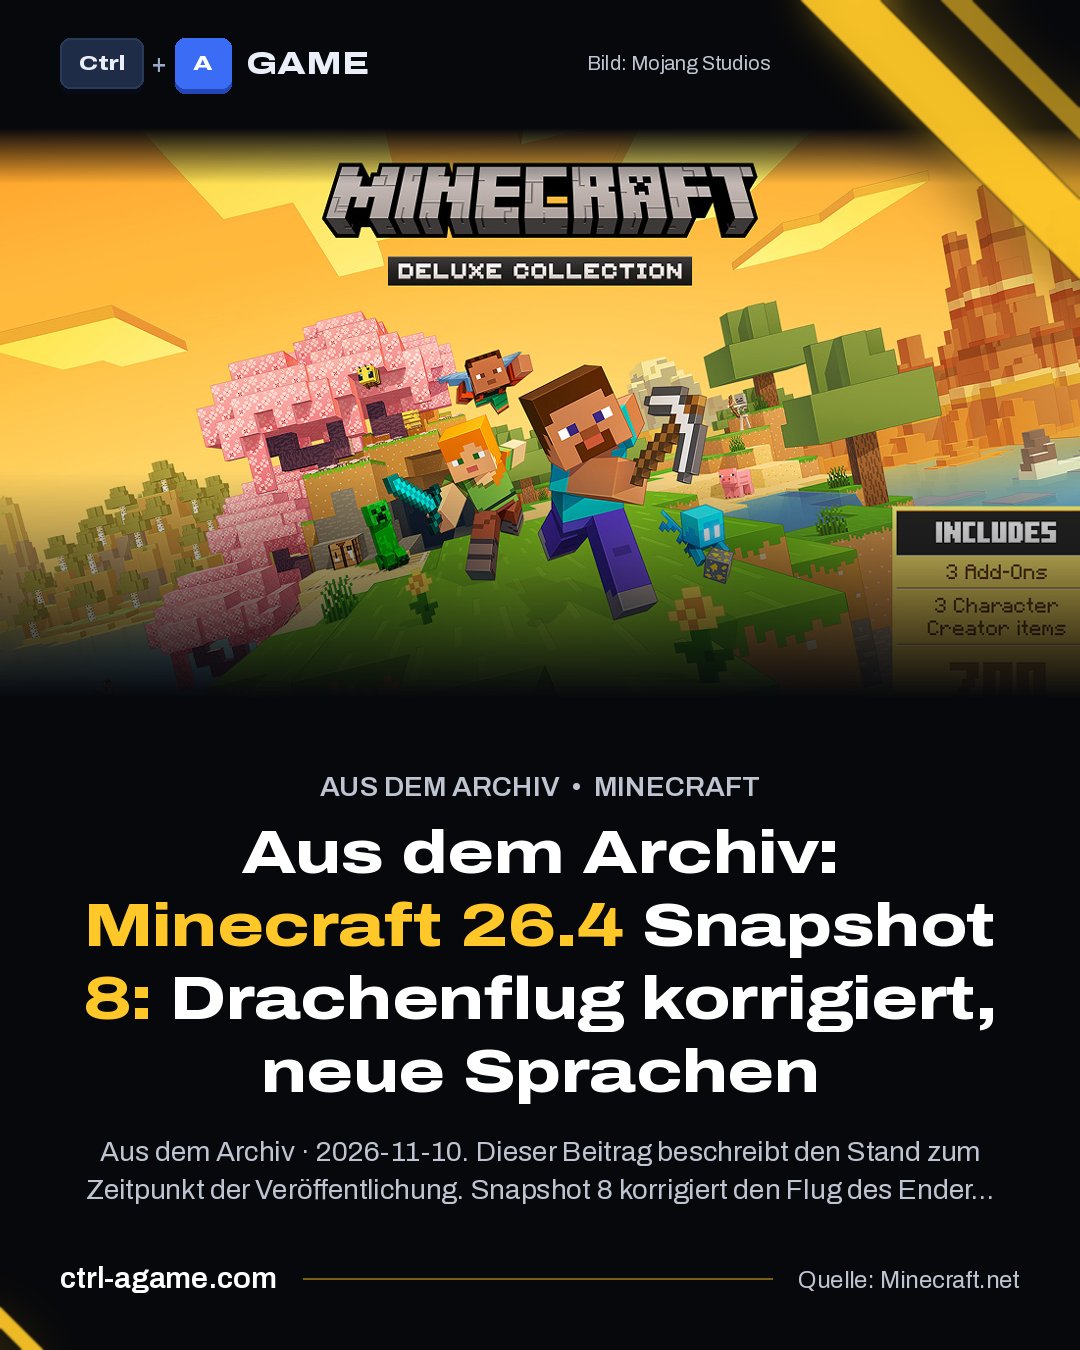 Ctrl + A GAME
Bild: Mojang Studios
MINECRAFT
DELUXE COLLECTION
INCLUDES
3 Add-Ons
3 Character
Creator items
700
AUS DEM ARCHIV • MINECRAFT
Aus dem Archiv:
Minecraft 26.4 Snapshot
8: Drachenflug korrigiert,
neue Sprachen
Aus dem Archiv · 2026-11-10. Dieser Beitrag beschreibt den Stand zum
Zeitpunkt der Veröffentlichung. Snapshot 8 korrigiert den Flug des Ender...
ctrl-agame.com
Quelle: Minecraft.net